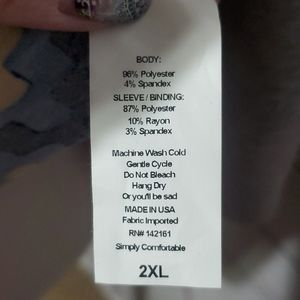 BODY:
96% Polyester
4% Spandex
SLEEVE / BINDING:
87% Polyester
10% Rayon
3% Spandex
Machine Wash Cold
Gentle Cycle
Do Not Bleach
Hang Dry
Or you'll be sad
MADE IN USA
Fabric Imported
RN# 142161
Simply Comfortable
2XL